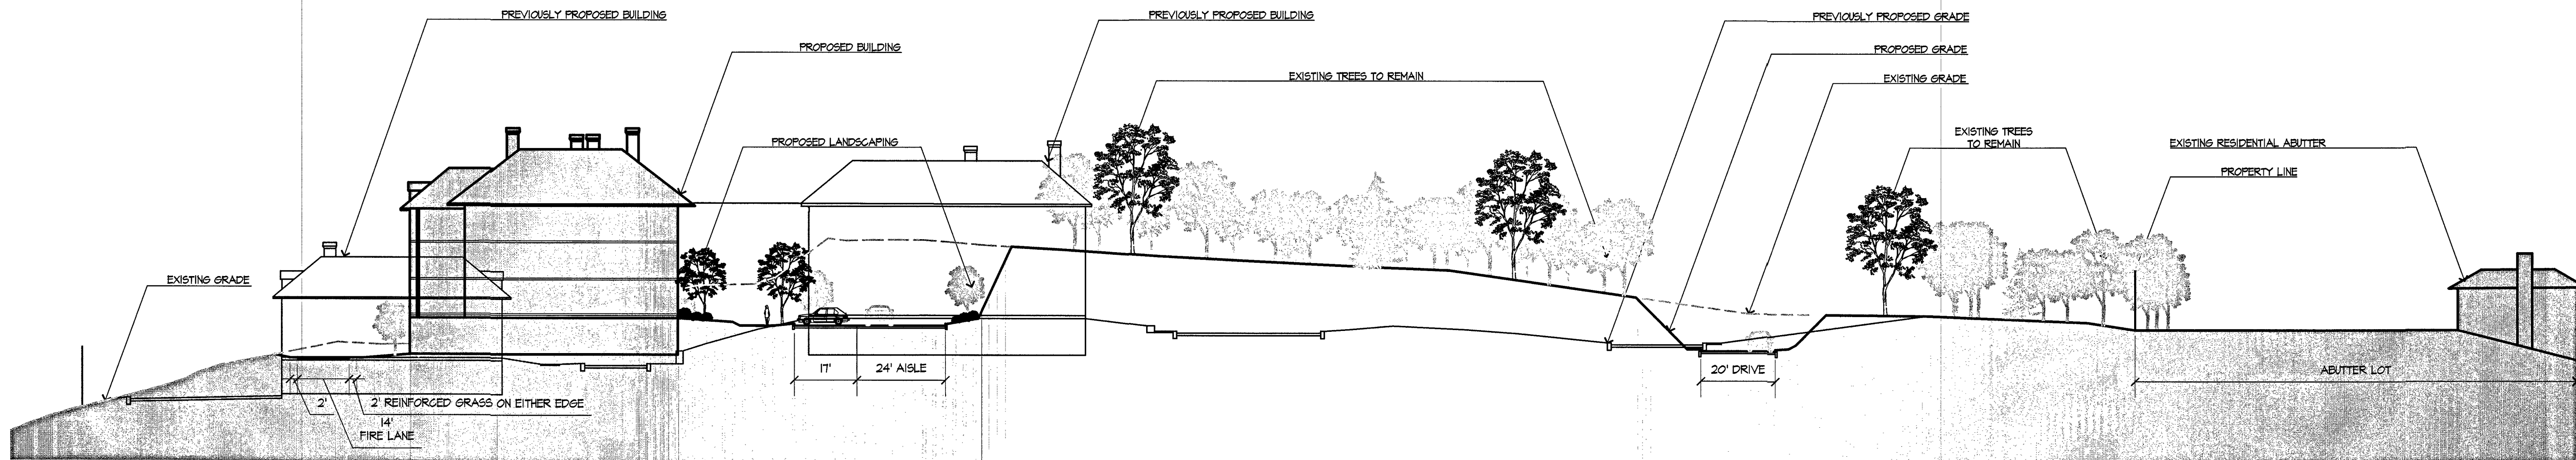 PREVIOUSLY PROPOSED BUILDING
PREVIOUSLY PROPOSED BUILDING
PREVIOUSLY PROPOSED GRADE
PROPOSED BUILDING
PROPOSED GRADE
EXISTING TREES TO REMAIN
EXISTING GRADE
PROPOSED LANDSCAPING
EXISTING TREES
TO REMAIN
EXISTING RESIDENTIAL ABUTTER
PROPERTY LINE
EXISTING GRADE
17'
24' AISLE
20' DRIVE
ABUTTER LOT
2'
2' REINFORCED GRASS ON EITHER EDGE
14'
FIRE LANE